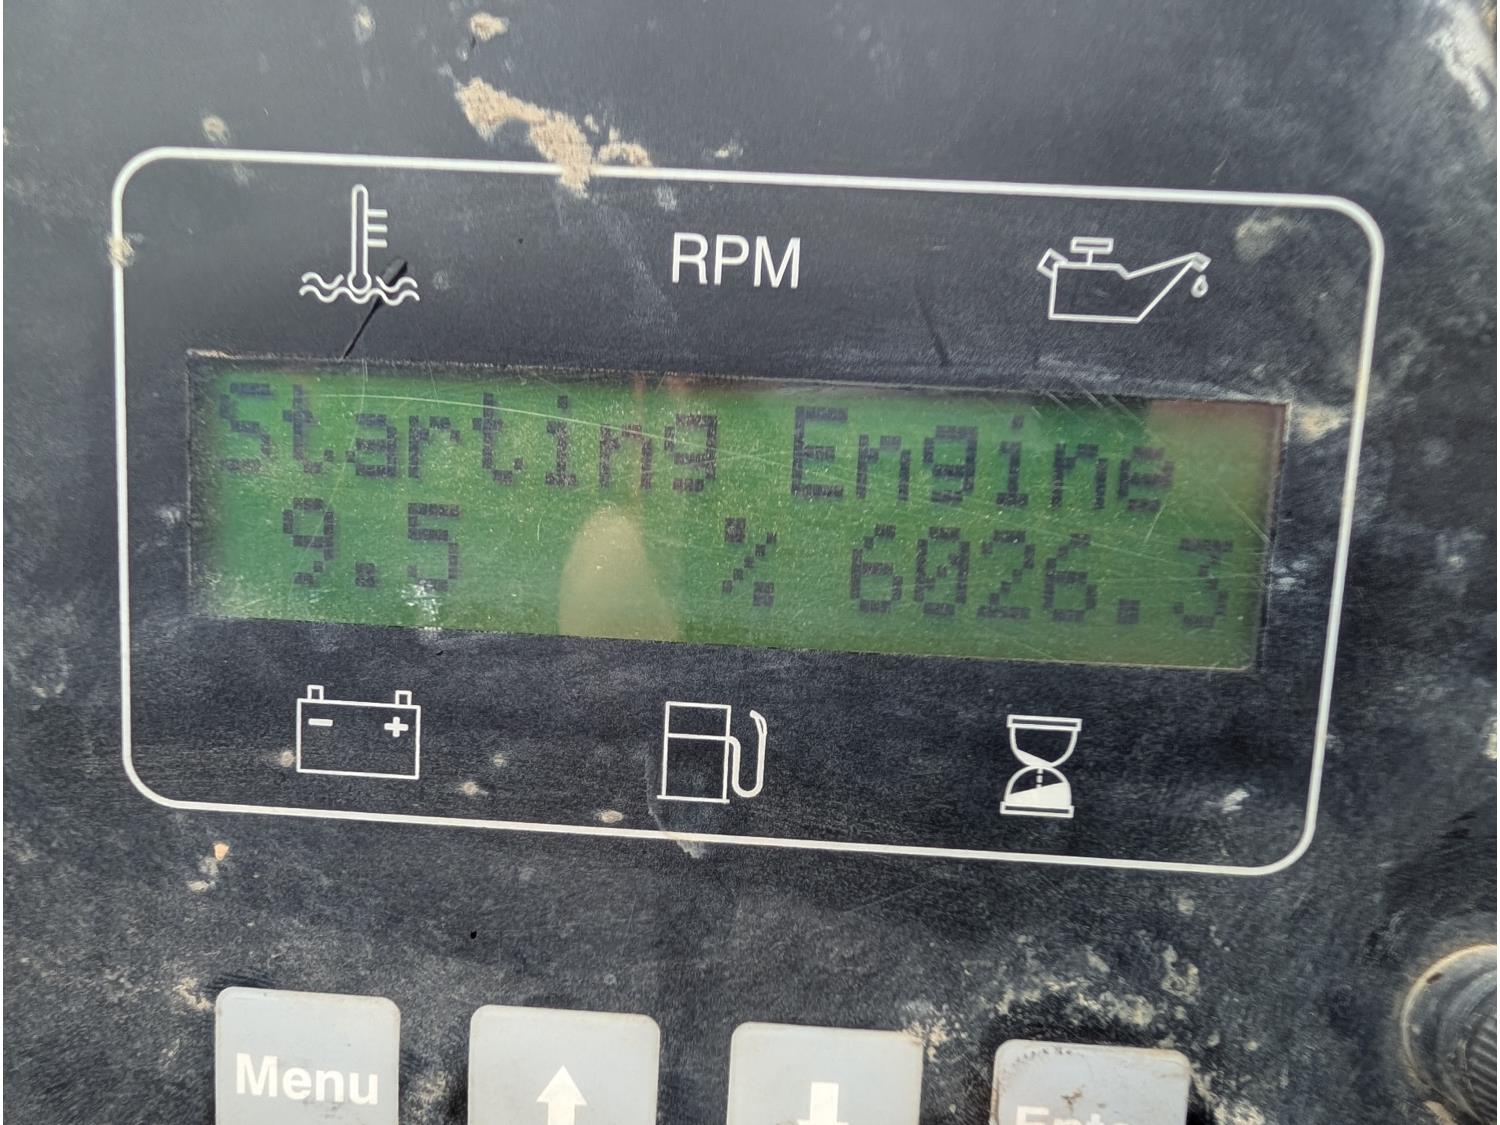 RPM
Starting Engine
9.5 % 6026.3
- +
Menu